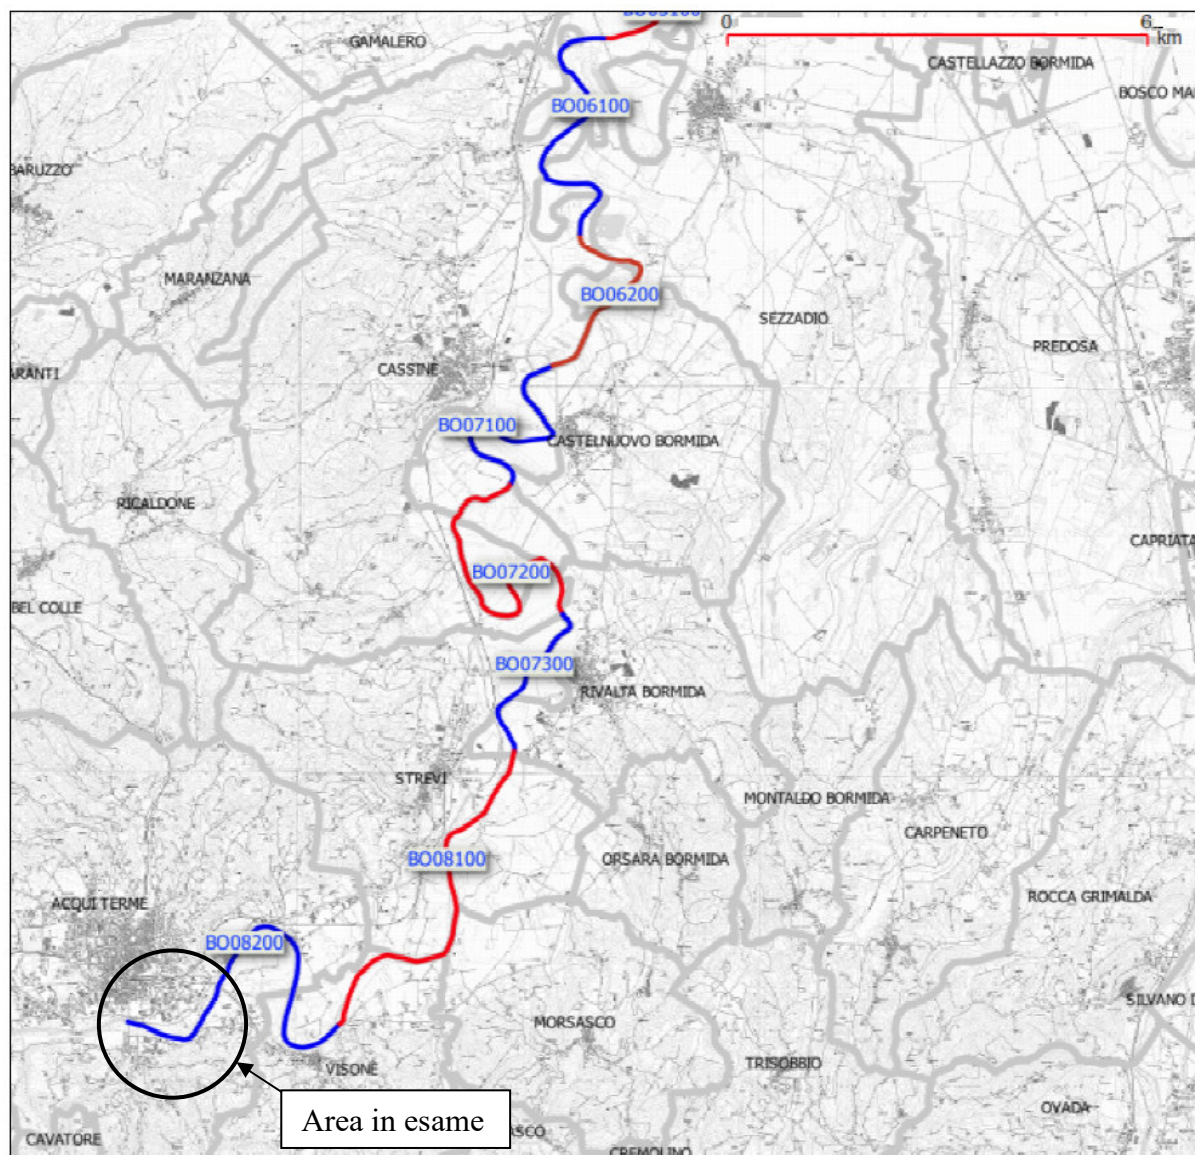 0
6
km
GAMALERO
CASTELLAZZO BORMIDA
BOSCO MA
BO06100
BARUZZO
MARANZANA
BO06200
SEZZADIO
PREDOSA
CASSINE
ARANTI
BO07100
CASTELNUOVO BORMIDA
RICALDONE
CAPRIATA
BO07200
BEL COLLE
BO07300
RIVALTA BORMIDA
STREVI
MONTALDO BORMIDA
CARPENETO
BO08100
ORSARA BORMIDA
ROCCA GRIMALDA
ACQUI TERME
BO08200
SILVANO D
MORSASCO
VISONE
TRISOBBIO
OVADA
Area in esame
CAVATORE
ASCO
CREMOLINO